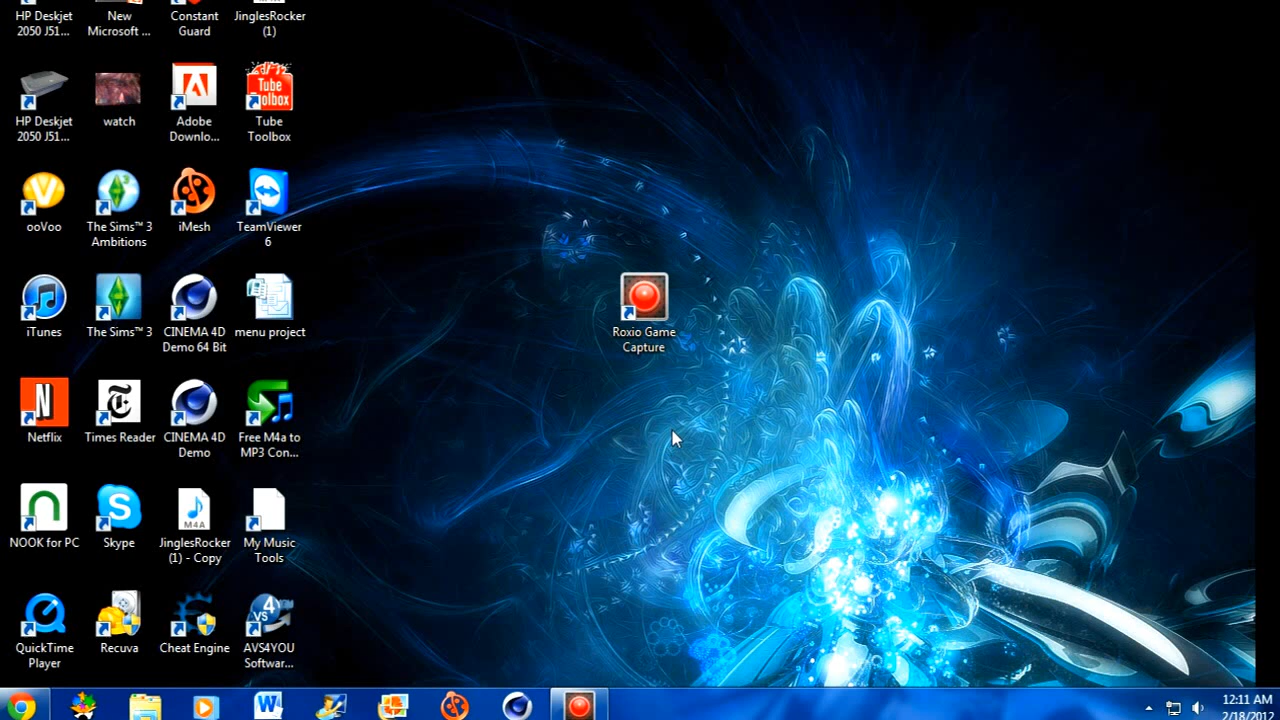 HP Deskjet
2050 J51...
New
Microsoft ...
Constant
Guard
JinglesRocker
(1)
HP Deskjet
2050 J51...
watch
Adobe
Downlo...
Tube
Toolbox
Tube
Toolbox
ooVoo
The Sims™ 3
Ambitions
iMesh
TeamViewer
6
iTunes
The Sims™ 3
CINEMA 4D
Demo 64 Bit
menu project
Roxio Game
Capture
Netflix
Times Reader
CINEMA 4D
Demo
Free M4a to
MP3 Con...
NOOK for PC
Skype
M4A
JinglesRocker
(1) - Copy
My Music
Tools
QuickTime
Player
Recuva
Cheat Engine
AVS4YOU
Softwar...
12:11 AM
2/18/2012